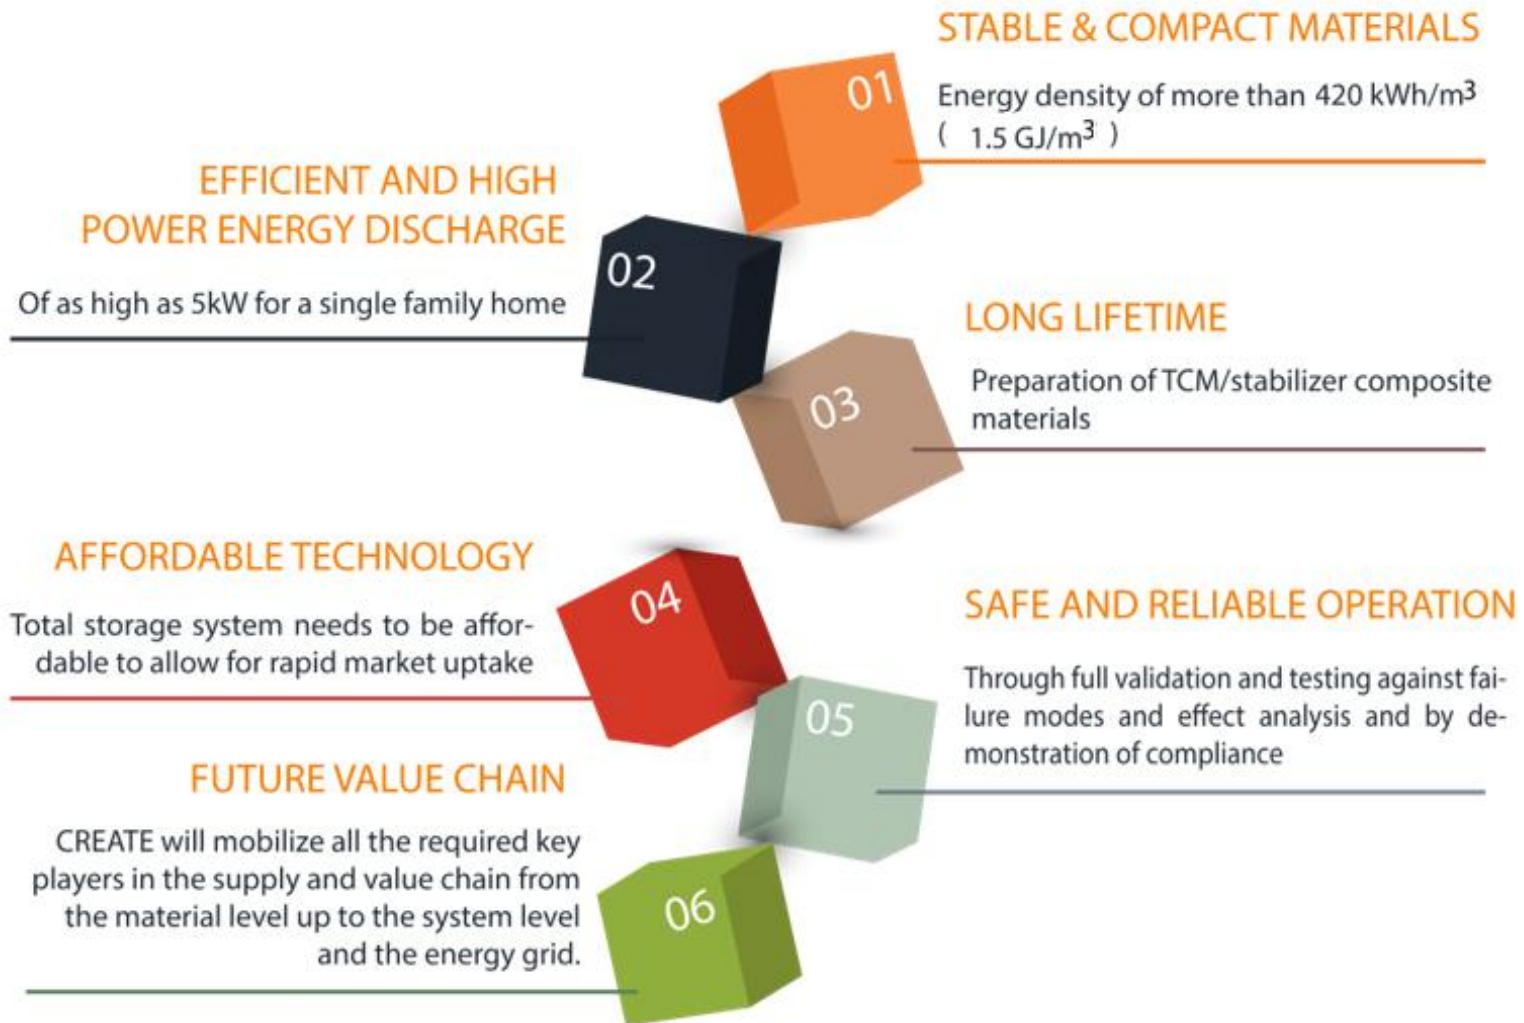 01
STABLE & COMPACT MATERIALS
Energy density of more than 420 kWh/m³
( 1.5 GJ/m³ )
02
EFFICIENT AND HIGH
POWER ENERGY DISCHARGE
Of as high as 5kW for a single family home
03
LONG LIFETIME
Preparation of TCM/stabilizer composite
materials
04
AFFORDABLE TECHNOLOGY
Total storage system needs to be affor-
dable to allow for rapid market uptake
05
SAFE AND RELIABLE OPERATION
Through full validation and testing against fai-
lure modes and effect analysis and by de-
monstration of compliance
06
FUTURE VALUE CHAIN
CREATE will mobilize all the required key
players in the supply and value chain from
the material level up to the system level
and the energy grid.